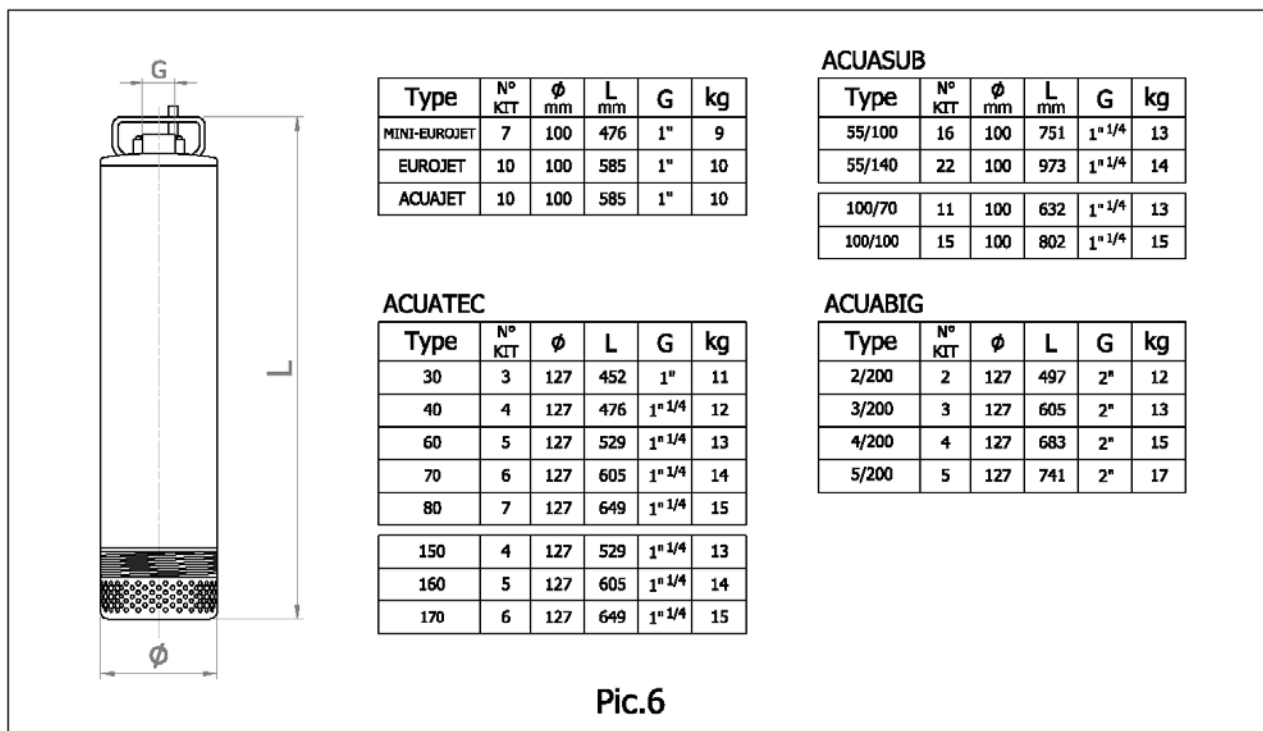 G
L
ϕ
Type N° KIT ϕ mm L mm G kg
MINI-EUROJET 7 100 476 1" 9
EUROJET 10 100 585 1" 10
ACUAJET 10 100 585 1" 10
ACUASUB
Type N° KIT ϕ mm L mm G kg
55/100 16 100 751 1" 1/4 13
55/140 22 100 973 1" 1/4 14
100/70 11 100 632 1" 1/4 13
100/100 15 100 802 1" 1/4 15
ACUATEC
Type N° KIT ϕ L G kg
30 3 127 452 1" 11
40 4 127 476 1" 1/4 12
60 5 127 529 1" 1/4 13
70 6 127 605 1" 1/4 14
80 7 127 649 1" 1/4 15
150 4 127 529 1" 1/4 13
160 5 127 605 1" 1/4 14
170 6 127 649 1" 1/4 15
ACUABIG
Type N° KIT ϕ L G kg
2/200 2 127 497 2" 12
3/200 3 127 605 2" 13
4/200 4 127 683 2" 15
5/200 5 127 741 2" 17
Pic.6